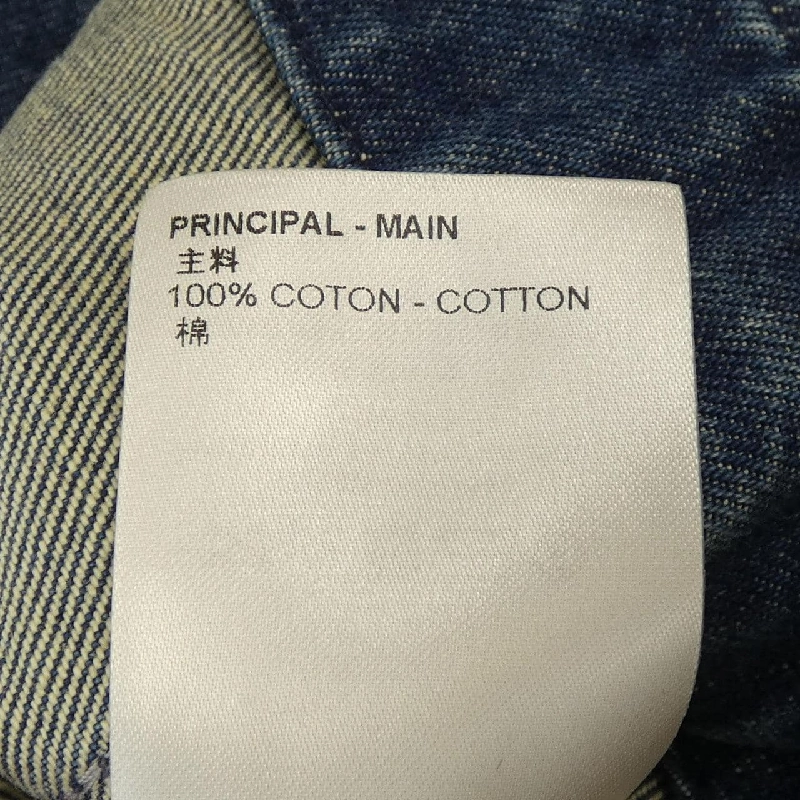 PRINCIPAL - MAIN
主料
100% COTON - COTTON
棉